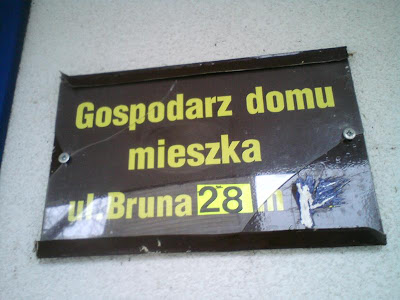 Gospodarz domu
mieszka
ul.Bruna 28 m